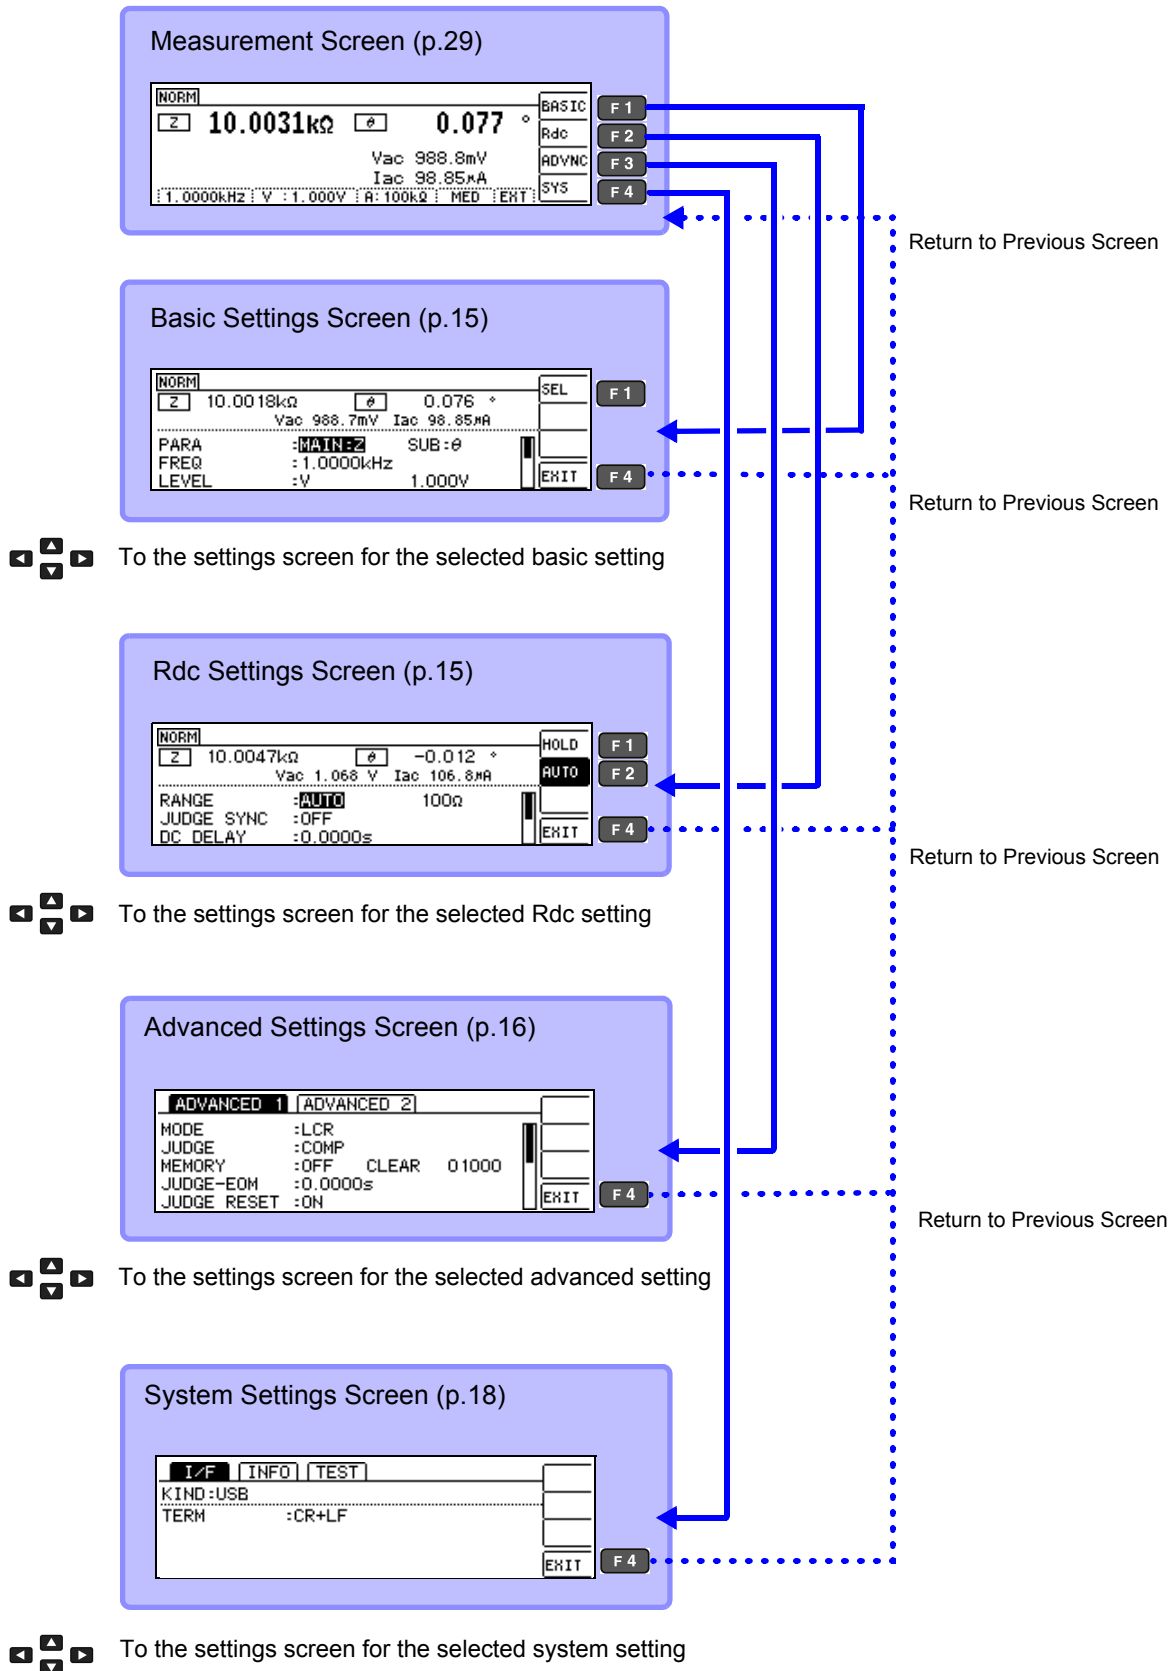 Measurement Screen (p.29)
NORM
Z 10.0031kΩ θ 0.077 °
Vac 988.8mV
Iac 98.85µA
1.0000kHz V :1.000V A:100kΩ MED EXT
BASIC F 1
Rdc F 2
ADVNC F 3
SYS F 4
Return to Previous Screen
Basic Settings Screen (p.15)
NORM
Z 10.0018kΩ θ 0.076 °
Vac 988.7mV Iac 98.85µA
PARA :MAIN:Z SUB:θ
FREQ :1.0000kHz
LEVEL :V 1.000V
SEL F 1
EXIT F 4
Return to Previous Screen
To the settings screen for the selected basic setting
Rdc Settings Screen (p.15)
NORM
Z 10.0047kΩ θ -0.012 °
Vac 1.068 V Iac 106.8µA
RANGE :AUTO 100Ω
JUDGE SYNC :OFF
DC DELAY :0.0000s
HOLD F 1
AUTO F 2
EXIT F 4
Return to Previous Screen
To the settings screen for the selected Rdc setting
Advanced Settings Screen (p.16)
ADVANCED 1 ADVANCED 2
MODE :LCR
JUDGE :COMP
MEMORY :OFF CLEAR 01000
JUDGE-EOM :0.0000s
JUDGE RESET :ON
EXIT F 4
Return to Previous Screen
To the settings screen for the selected advanced setting
System Settings Screen (p.18)
I/F INFO TEST
KIND:USB
TERM :CR+LF
EXIT F 4
To the settings screen for the selected system setting